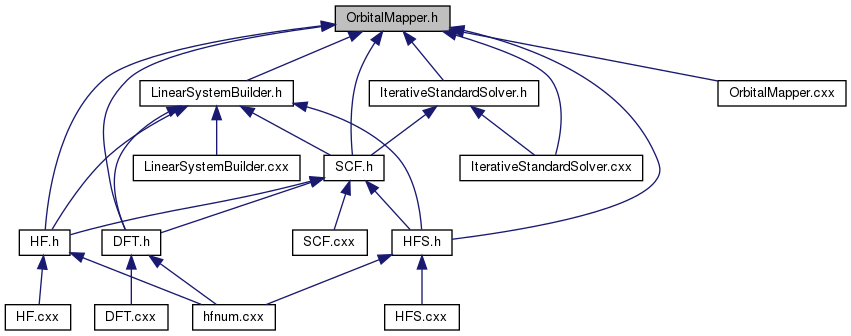 OrbitalMapper.h
LinearSystemBuilder.h
IterativeStandardSolver.h
OrbitalMapper.cxx
LinearSystemBuilder.cxx
SCF.h
IterativeStandardSolver.cxx
HF.h
DFT.h
SCF.cxx
HFS.h
HF.cxx
DFT.cxx
hfnum.cxx
HFS.cxx